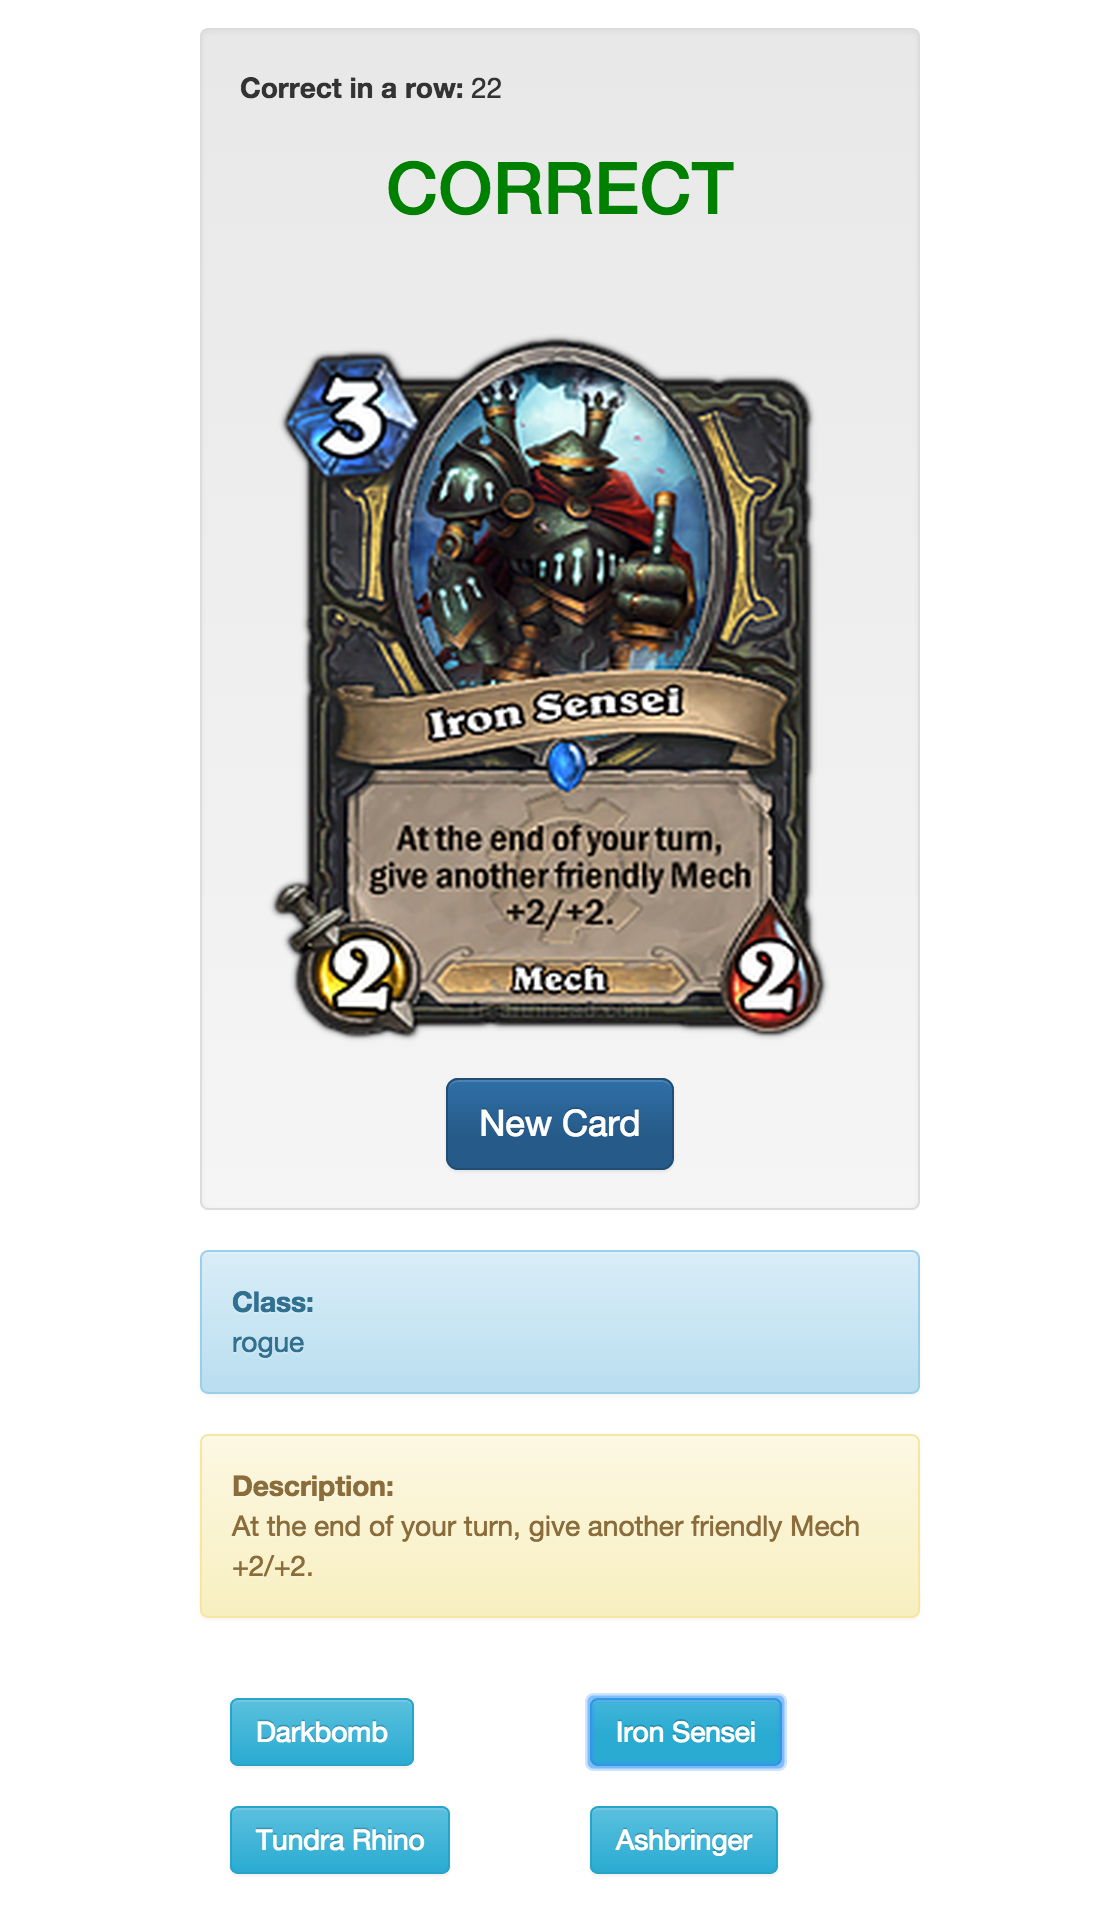 Correct in a row: 22
CORRECT
3
Iron Sensei
At the end of your turn,
give another friendly Mech
+2/+2.
2
Mech
2
New Card
Class:
rogue
Description:
At the end of your turn, give another friendly Mech
+2/+2.
Darkbomb
Iron Sensei
Tundra Rhino
Ashbringer